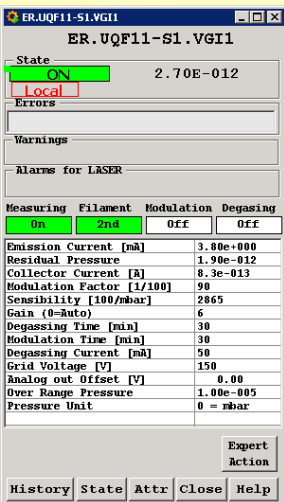 ER.UQF11-S1.VGI1
ER.UQF11-S1.VGI1
State
ON 2.70E-012
Local
Errors
Warnings
Alarms for LASER
Measuring Filament Modulation Degasing
On 2nd Off Off
Emission Current [mA] 3.80e+000
Residual Pressure 1.90e-012
Collector Current [A] 8.3e-013
Modulation Factor [1/100] 90
Sensibility [100/mbar] 2865
Gain (0=Auto) 6
Degassing Time [min] 30
Modulation Time [min] 30
Degassing Current [mA] 50
Grid Voltage [V] 150
Analog out Offset [V] 0.00
Over Range Pressure 1.00e-005
Pressure Unit 0 = mbar
Expert
Action
History State Attr Close Help